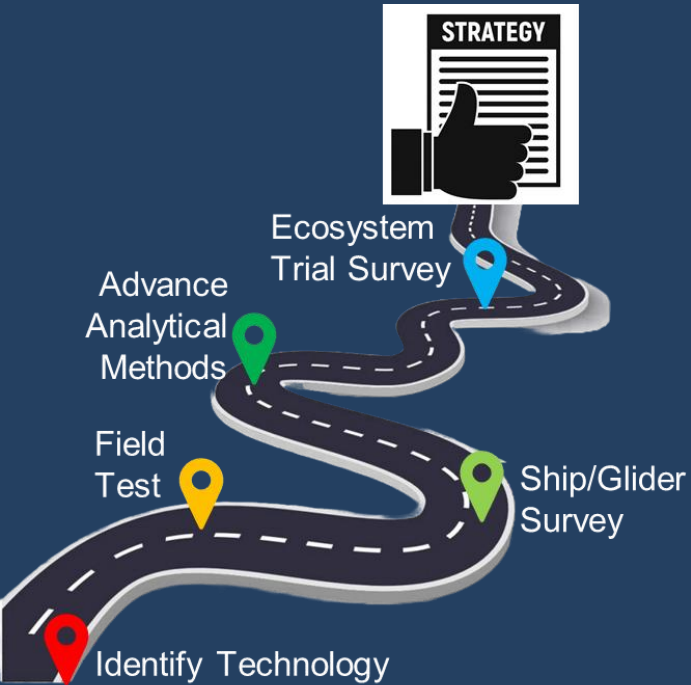 STRATEGY
Ecosystem
Trial Survey
Advance
Analytical
Methods
Field
Test
Ship/Glider
Survey
Identify Technology